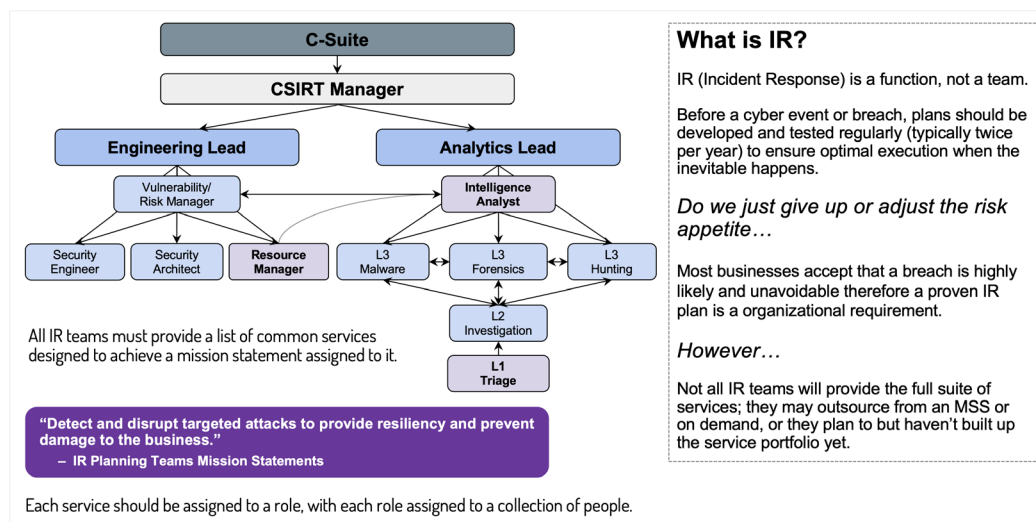 C-Suite
CSIRT Manager
Engineering Lead
Analytics Lead
Vulnerability/
Risk Manager
Intelligence
Analyst
Security
Engineer
Security
Architect
Resource
Manager
L3
Malware
L3
Forensics
L3
Hunting
L2
Investigation
L1
Triage
All IR teams must provide a list of common services
designed to achieve a mission statement assigned to it.
“Detect and disrupt targeted attacks to provide resiliency and prevent
damage to the business.”
– IR Planning Teams Mission Statements
Each service should be assigned to a role, with each role assigned to a collection of people.
What is IR?
IR (Incident Response) is a function, not a team.
Before a cyber event or breach, plans should be
developed and tested regularly (typically twice
per year) to ensure optimal execution when the
inevitable happens.
Do we just give up or adjust the risk
appetite…
Most businesses accept that a breach is highly
likely and unavoidable therefore a proven IR
plan is a organizational requirement.
However…
Not all IR teams will provide the full suite of
services; they may outsource from an MSS or
on demand, or they plan to but haven’t built up
the service portfolio yet.